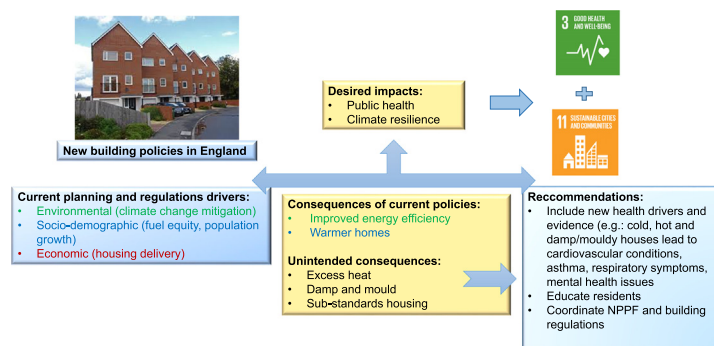 3 GOOD HEALTH
AND WELL-BEING
Desired impacts:
• Public health
• Climate resilience
11 SUSTAINABLE CITIES
AND COMMUNITIES
New building policies in England
Current planning and regulations drivers:
• Environmental (climate change mitigation)
• Socio-demographic (fuel equity, population
growth)
• Economic (housing delivery)
Consequences of current policies:
• Improved energy efficiency
• Warmer homes
Unintended consequences:
• Excess heat
• Damp and mould
• Sub-standards housing
Reccommendations:
• Include new health drivers and
evidence (e.g.: cold, hot and
damp/mouldy houses lead to
cardiovascular conditions,
asthma, respiratory symptoms,
mental health issues
• Educate residents
• Coordinate NPPF and building
regulations